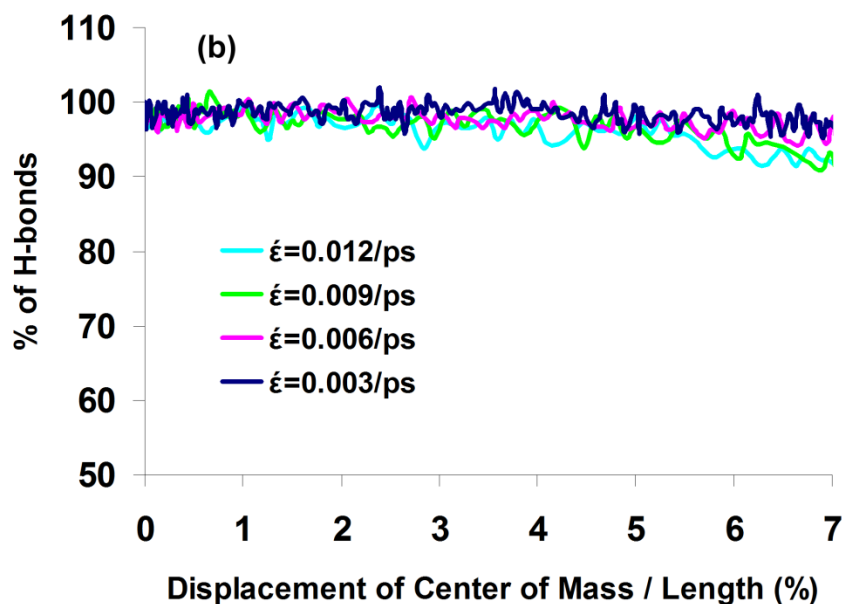 (b)
% of H-bonds
110
100
90
80
70
60
50
έ=0.012/ps
έ=0.009/ps
έ=0.006/ps
έ=0.003/ps
0 1 2 3 4 5 6 7
Displacement of Center of Mass / Length (%)